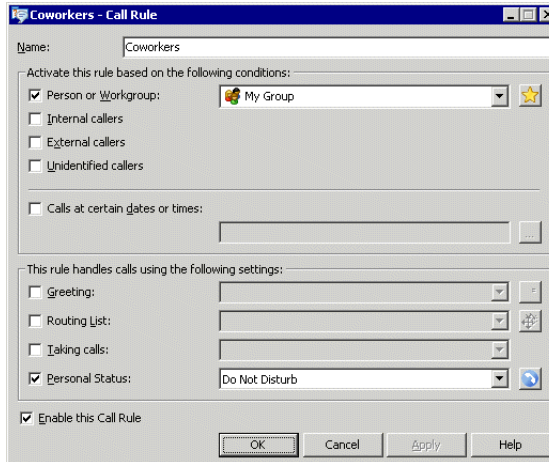 Coworkers - Call Rule
Name: Coworkers
Activate this rule based on the following conditions:
Person or Workgroup: My Group
Internal callers
External callers
Unidentified callers
Calls at certain dates or times:
...
This rule handles calls using the following settings:
Greeting:
Routing List:
Taking calls:
Personal Status: Do Not Disturb
Enable this Call Rule
OK Cancel Apply Help